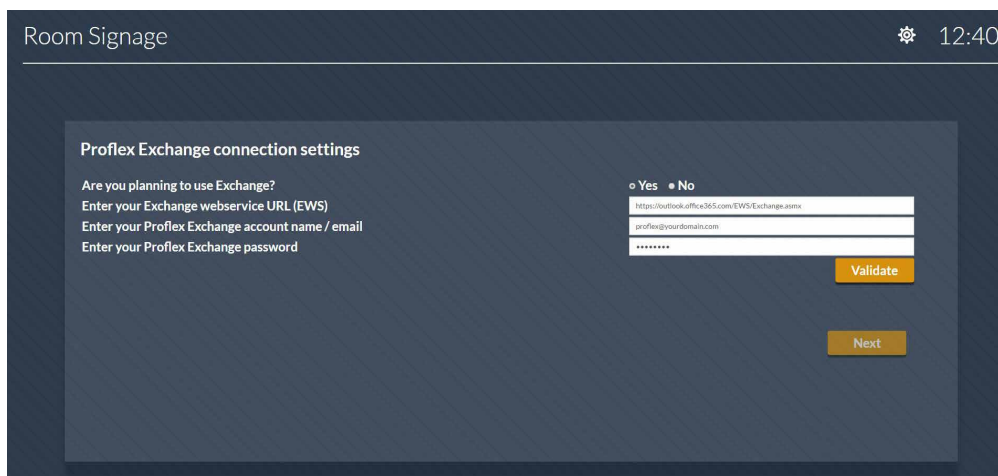 Room Signage 12:40
Proflex Exchange connection settings
Are you planning to use Exchange? Yes No
Enter your Exchange webservice URL (EWS) https://outlook.office365.com/EWS/Exchange.asmx
Enter your Proflex Exchange account name / email proflex@yourdomain.com
Enter your Proflex Exchange password ••••••••
Validate
Next